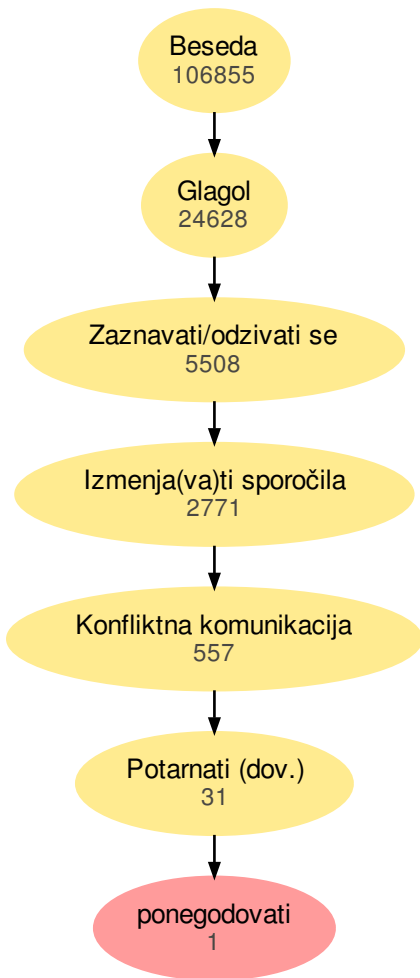 Beseda
106855
Glagol
24628
Zaznavati/odzivati se
5508
Izmenja(va)ti sporočila
2771
Konfliktna komunikacija
557
Potarnati (dov.)
31
ponegodovati
1